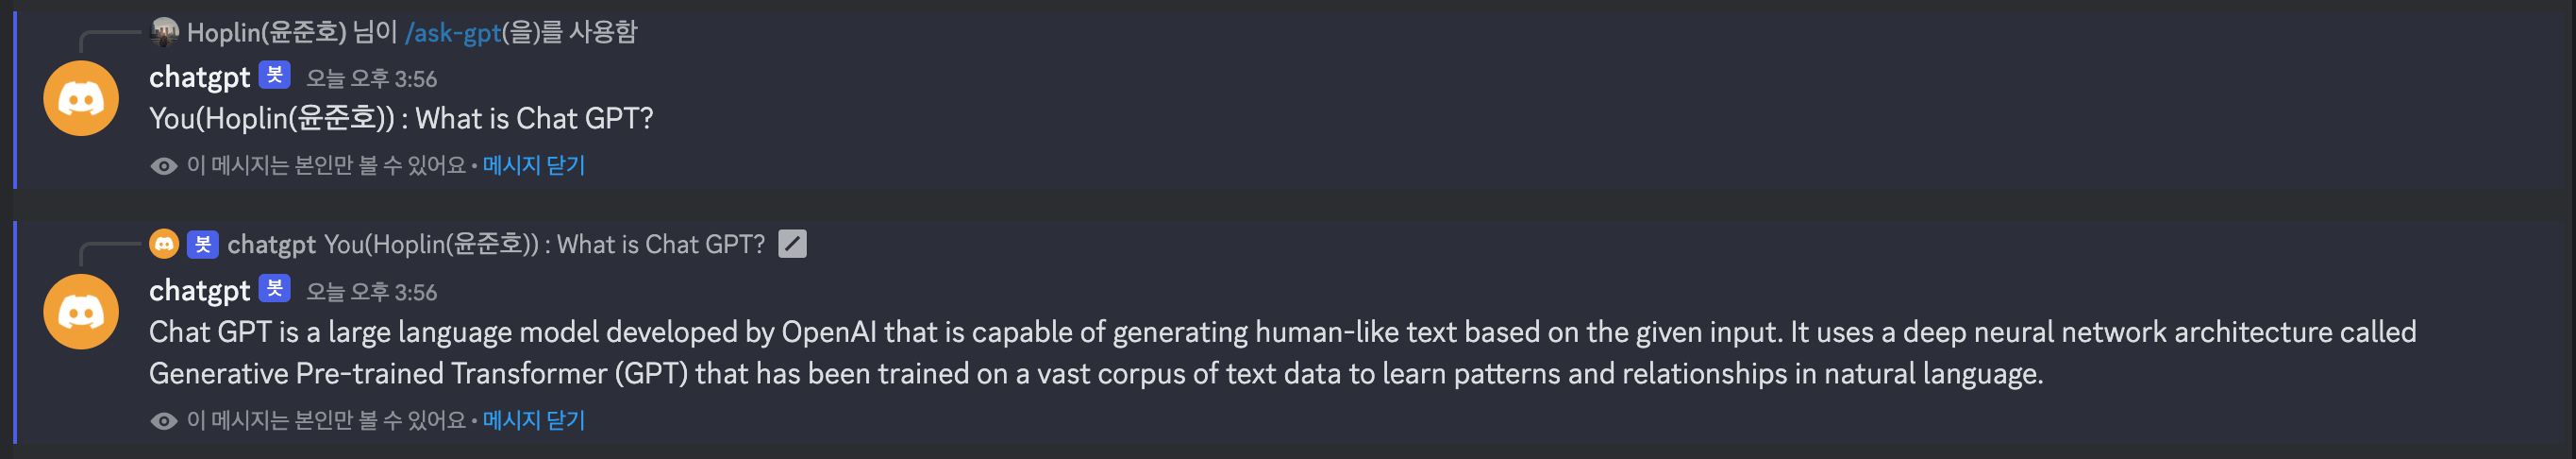 Hoplin(윤준호) 님이 /ask-gpt(을)를 사용함
chatgpt 봇 오늘 오후 3:56
You(Hoplin(윤준호)) : What is Chat GPT?
이 메시지는 본인만 볼 수 있어요 • 메시지 닫기
봇 chatgpt You(Hoplin(윤준호)) : What is Chat GPT?
chatgpt 봇 오늘 오후 3:56
Chat GPT is a large language model developed by OpenAI that is capable of generating human-like text based on the given input. It uses a deep neural network architecture called
Generative Pre-trained Transformer (GPT) that has been trained on a vast corpus of text data to learn patterns and relationships in natural language.
이 메시지는 본인만 볼 수 있어요 • 메시지 닫기